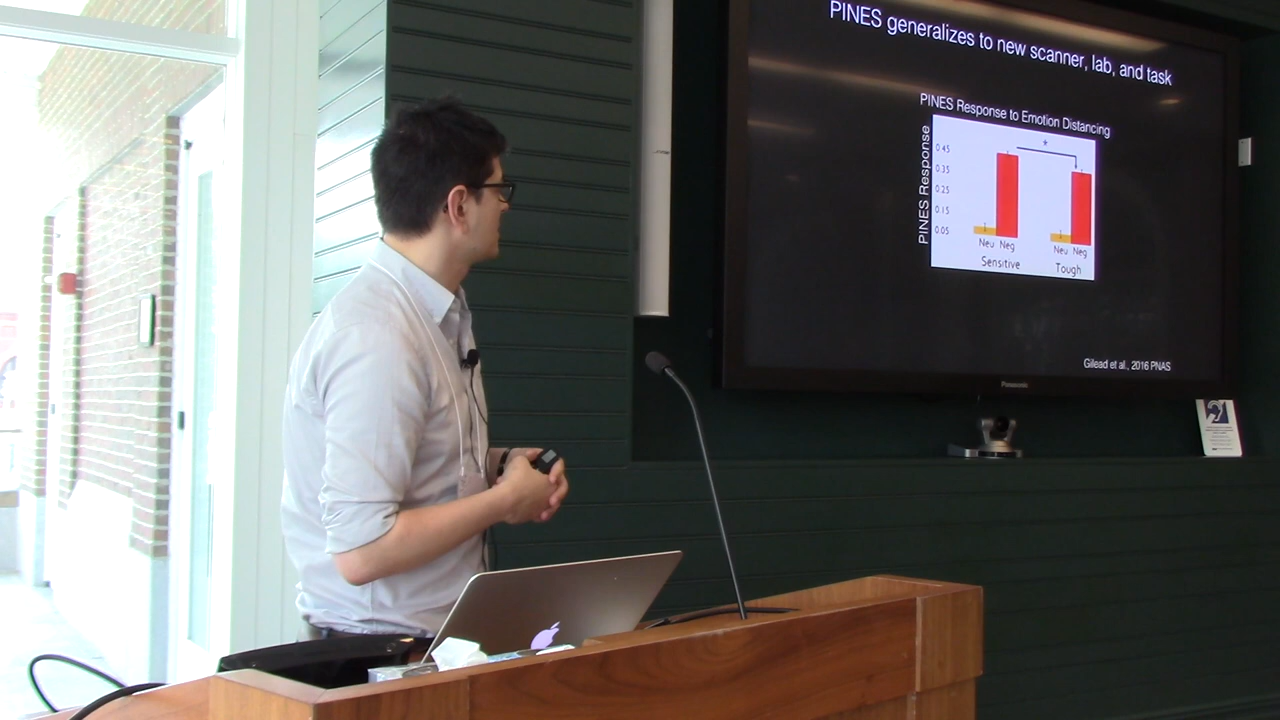 PINES generalizes to new scanner, lab, and task
PINES Response to Emotion Distancing
PINES Response
0.45
0.35
0.25
0.15
0.05
*
Neu Neg
Neu Neg
Sensitive
Tough
Gilead et al., 2016 PNAS
Panasonic